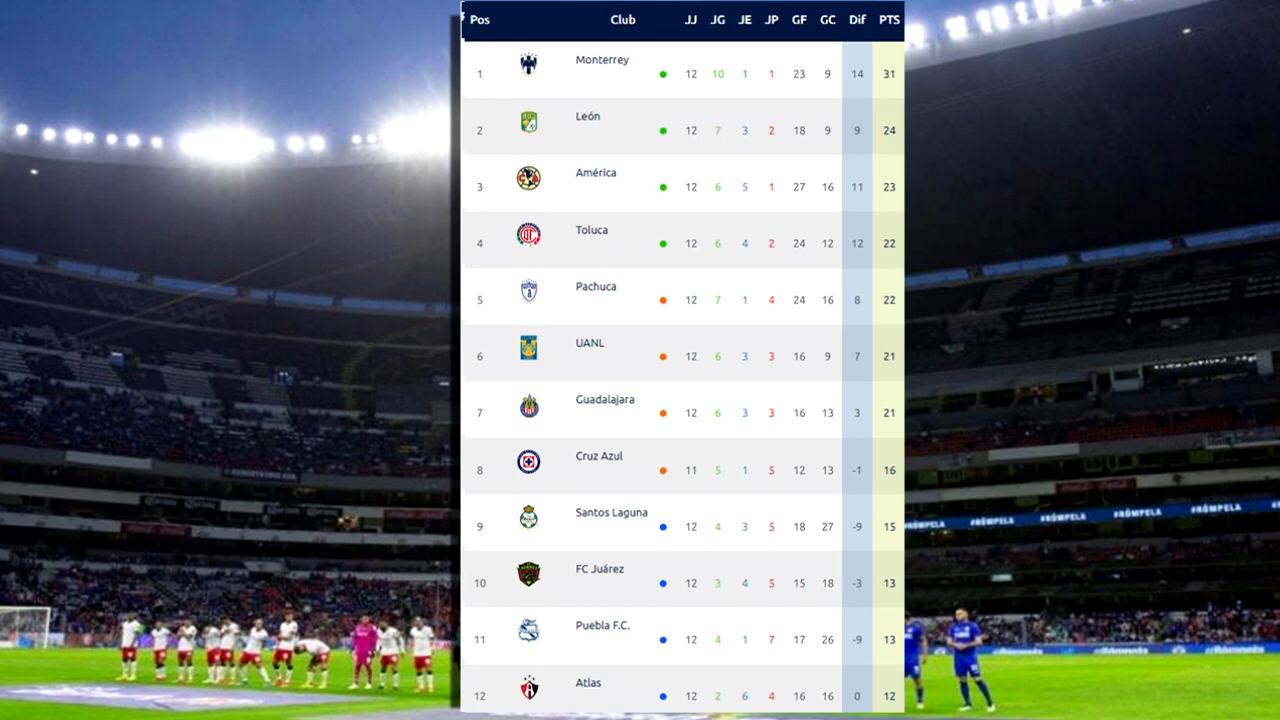 Pos Club JJ JG JE JP GF GC Dif PTS
1 Monterrey 12 10 1 1 23 9 14 31
2 León 12 7 3 2 18 9 9 24
3 América 12 6 5 1 27 16 11 23
4 Toluca 12 6 4 2 24 12 12 22
5 Pachuca 12 7 1 4 24 16 8 22
6 UANL 12 6 3 3 16 9 7 21
7 Guadalajara 12 6 3 3 16 13 3 21
8 Cruz Azul 11 5 1 5 12 13 -1 16
9 Santos Laguna 12 4 3 5 18 27 -9 15
10 FC Juárez 12 3 4 5 15 18 -3 13
11 Puebla F.C. 12 4 1 7 17 26 -9 13
12 Atlas 12 2 6 4 16 16 0 12
#RÓMPELA #RÓMPELA #RÓMPELA #RÓMPELA #RÓMPELA